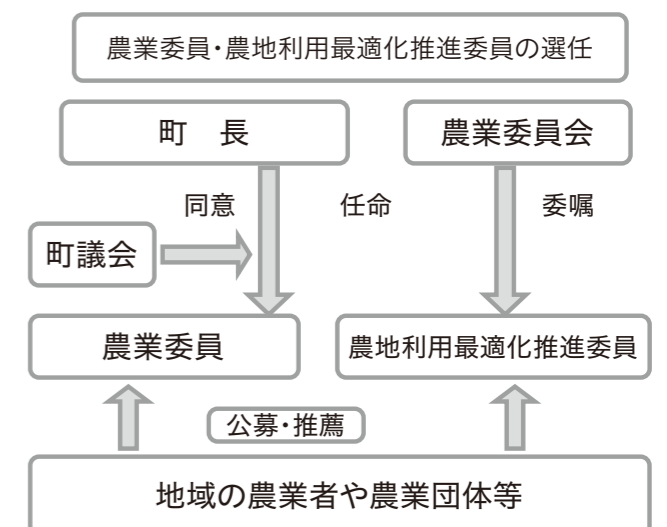 農業委員・農地利用最適化推進委員の選任
町　長
農業委員会
同意
任命
委嘱
町議会
農業委員
農地利用最適化推進委員
公募・推薦
地域の農業者や農業団体等